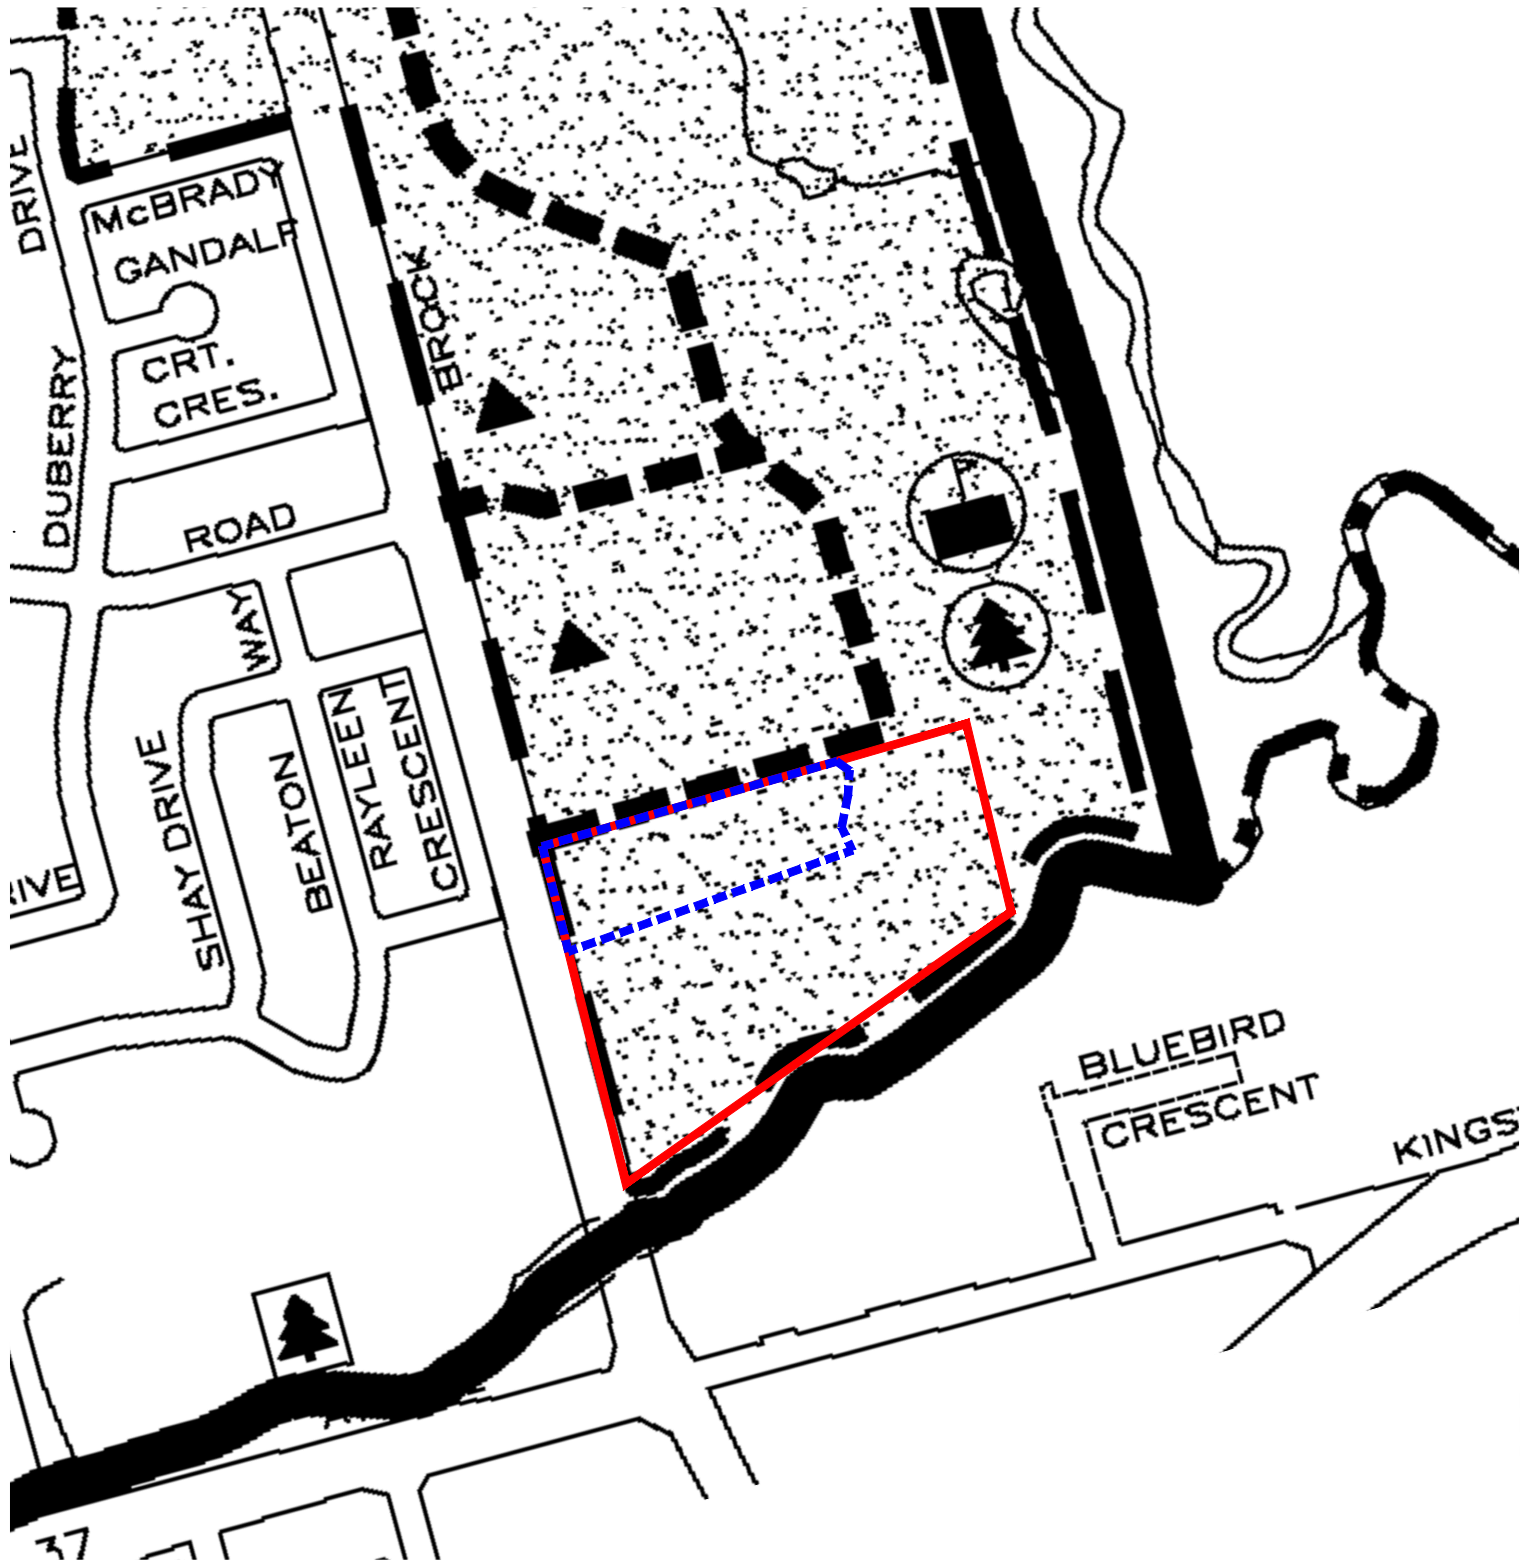 DRIVE
McBRADY
GANDALF
CRT.
CRES.
BROCK
DUBERRY
ROAD
WAY
RAYLEEN
CRESCENT
BEATON
SHAY DRIVE
RIVE
BLUEBIRD
CRESCENT
KINGS
37